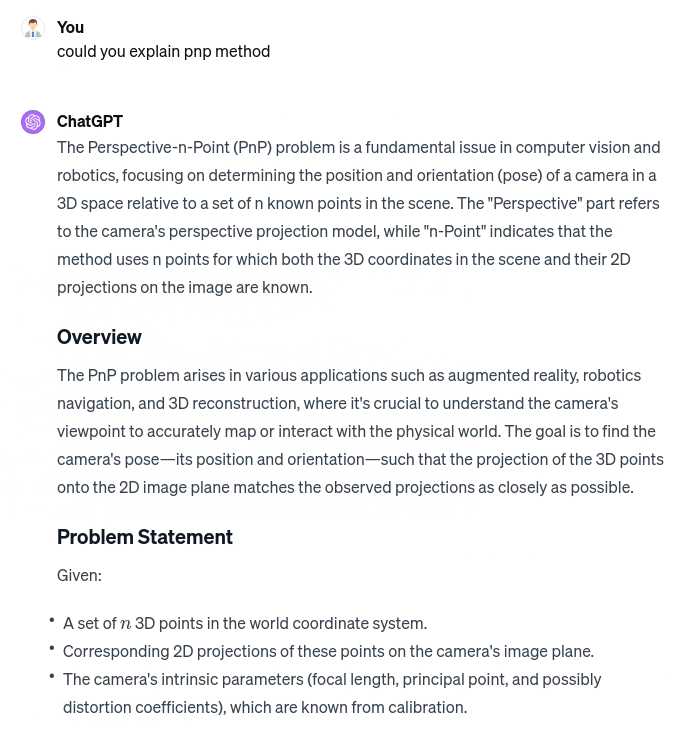 You
could you explain pnp method
ChatGPT
The Perspective-n-Point (PnP) problem is a fundamental issue in computer vision and
robotics, focusing on determining the position and orientation (pose) of a camera in a
3D space relative to a set of n known points in the scene. The "Perspective" part refers
to the camera's perspective projection model, while "n-Point" indicates that the
method uses n points for which both the 3D coordinates in the scene and their 2D
projections on the image are known.
Overview
The PnP problem arises in various applications such as augmented reality, robotics
navigation, and 3D reconstruction, where it's crucial to understand the camera's
viewpoint to accurately map or interact with the physical world. The goal is to find the
camera's pose—its position and orientation—such that the projection of the 3D points
onto the 2D image plane matches the observed projections as closely as possible.
Problem Statement
Given:
• A set of n 3D points in the world coordinate system.
• Corresponding 2D projections of these points on the camera's image plane.
• The camera's intrinsic parameters (focal length, principal point, and possibly
distortion coefficients), which are known from calibration.